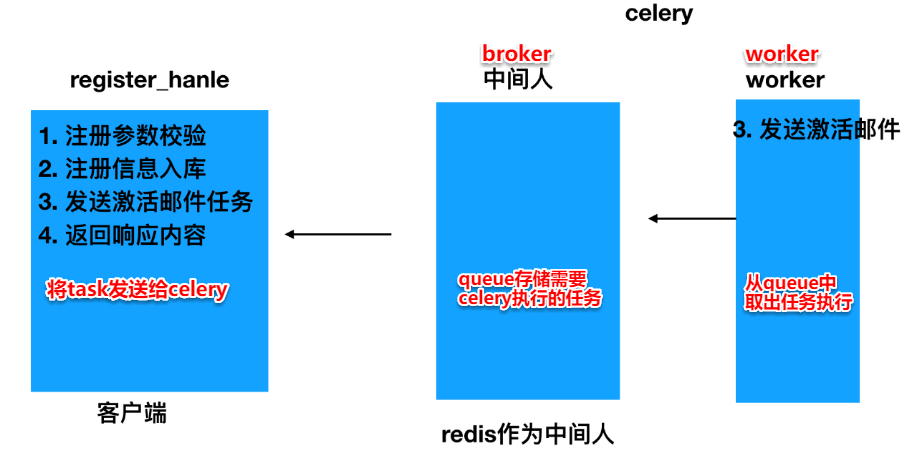 celery
register_hanle
1. 注册参数校验
2. 注册信息入库
3. 发送激活邮件任务
4. 返回响应内容
将task发送给celery
客户端
broker
中间人
queue存储需要
celery执行的任务
redis作为中间人
worker
worker
3. 发送激活邮件
从queue中
取出任务执行